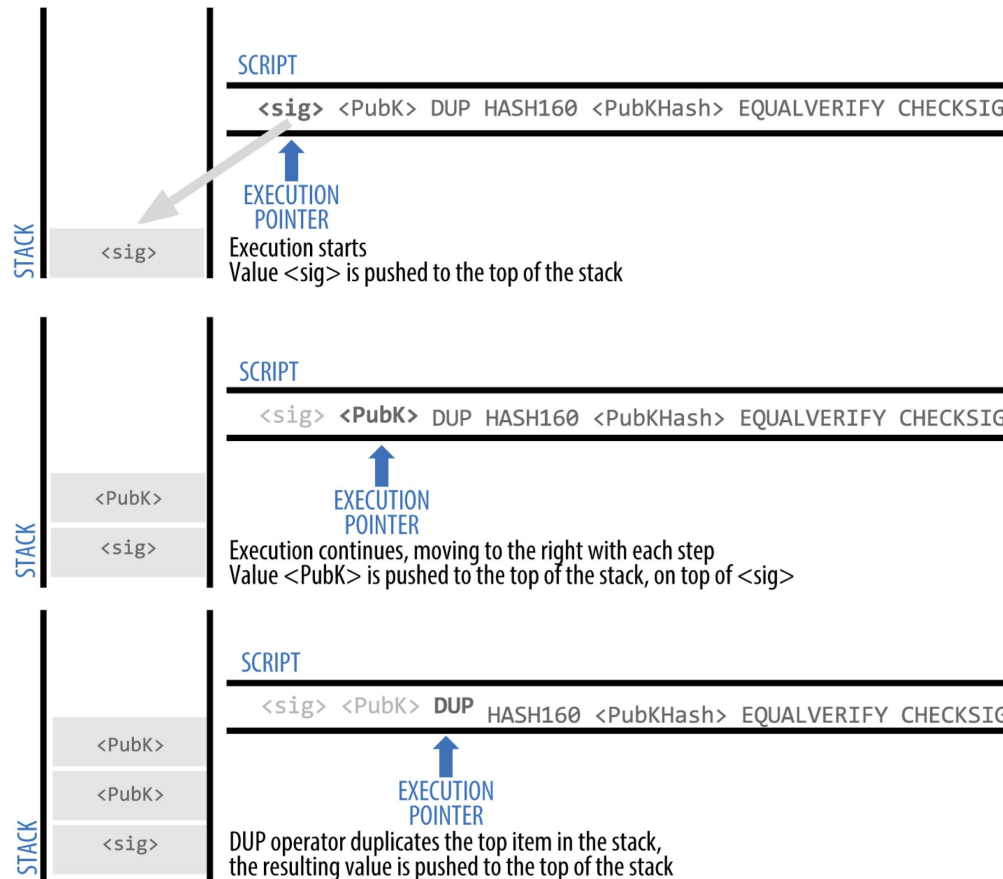 SCRIPT
<sig> <PubK> DUP HASH160 <PubKHash> EQUALVERIFY CHECKSIG
EXECUTION
POINTER
STACK
<sig>
Execution starts
Value <sig> is pushed to the top of the stack
SCRIPT
<sig> <PubK> DUP HASH160 <PubKHash> EQUALVERIFY CHECKSIG
EXECUTION
POINTER
STACK
<PubK>
<sig>
Execution continues, moving to the right with each step
Value <PubK> is pushed to the top of the stack, on top of <sig>
SCRIPT
<sig> <PubK> DUP HASH160 <PubKHash> EQUALVERIFY CHECKSIG
EXECUTION
POINTER
STACK
<PubK>
<PubK>
<sig>
DUP operator duplicates the top item in the stack,
the resulting value is pushed to the top of the stack